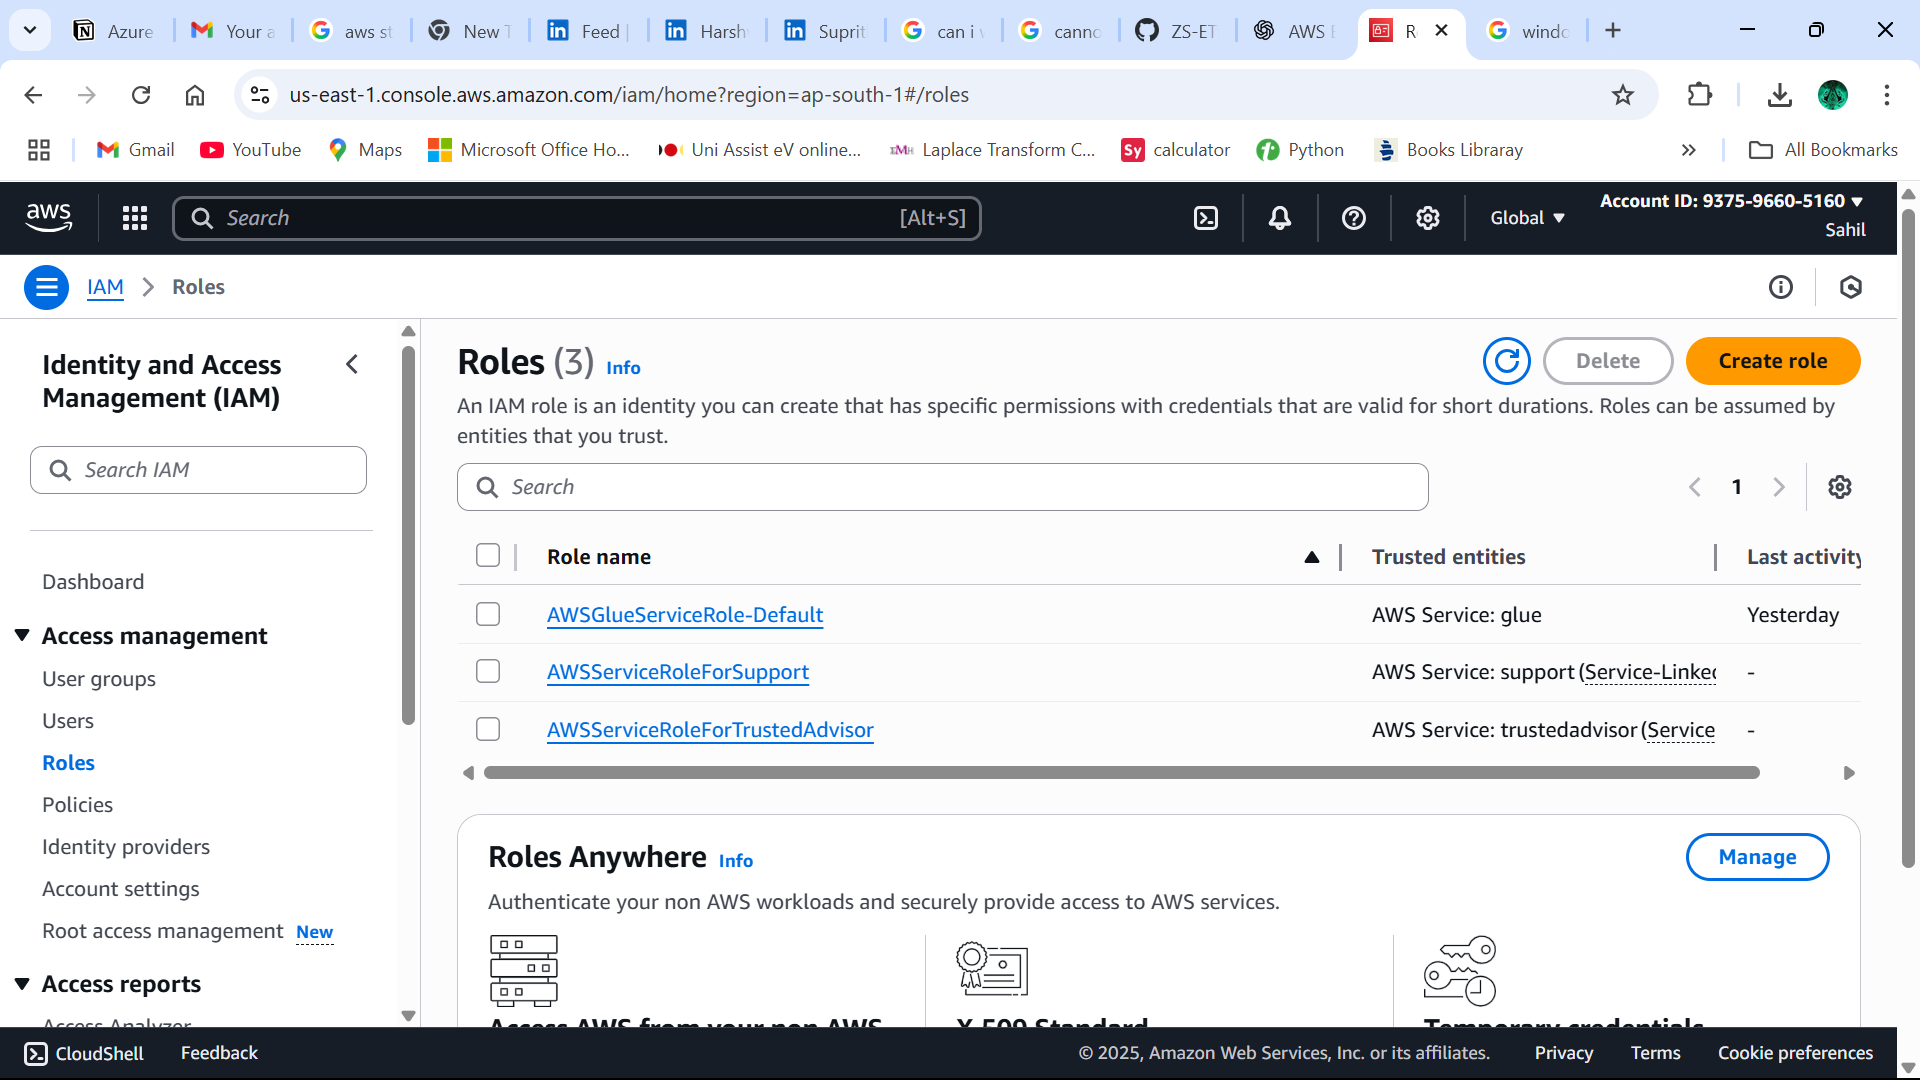 Azure
Your a
aws st
New T
Feed |
Harsh
Suprit
can i v
canno
ZS-ET
AWS E
R
windo
us-east-1.console.aws.amazon.com/iam/home?region=ap-south-1#/roles
Gmail
YouTube
Maps
Microsoft Office Ho...
Uni Assist eV online...
Laplace Transform C...
Sy calculator
Python
Books Libraray
All Bookmarks
aws
Search
[Alt+S]
Global
Account ID: 9375-9660-5160
Sahil
IAM
Roles
Identity and Access
Management (IAM)
Search IAM
Dashboard
Access management
User groups
Users
Roles
Policies
Identity providers
Account settings
Root access management New
Access reports
Access Analyzer
Roles (3) Info
Delete
Create role
An IAM role is an identity you can create that has specific permissions with credentials that are valid for short durations. Roles can be assumed by
entities that you trust.
Search
1
Role name
Trusted entities
Last activity
AWSGlueServiceRole-Default
AWS Service: glue
Yesterday
AWSServiceRoleForSupport
AWS Service: support (Service-Linked
-
AWSServiceRoleForTrustedAdvisor
AWS Service: trustedadvisor (Service
-
Roles Anywhere Info
Manage
Authenticate your non AWS workloads and securely provide access to AWS services.
Access AWS from your non AWS
X.509 Standard
Temporary credentials
CloudShell
Feedback
© 2025, Amazon Web Services, Inc. or its affiliates.
Privacy
Terms
Cookie preferences